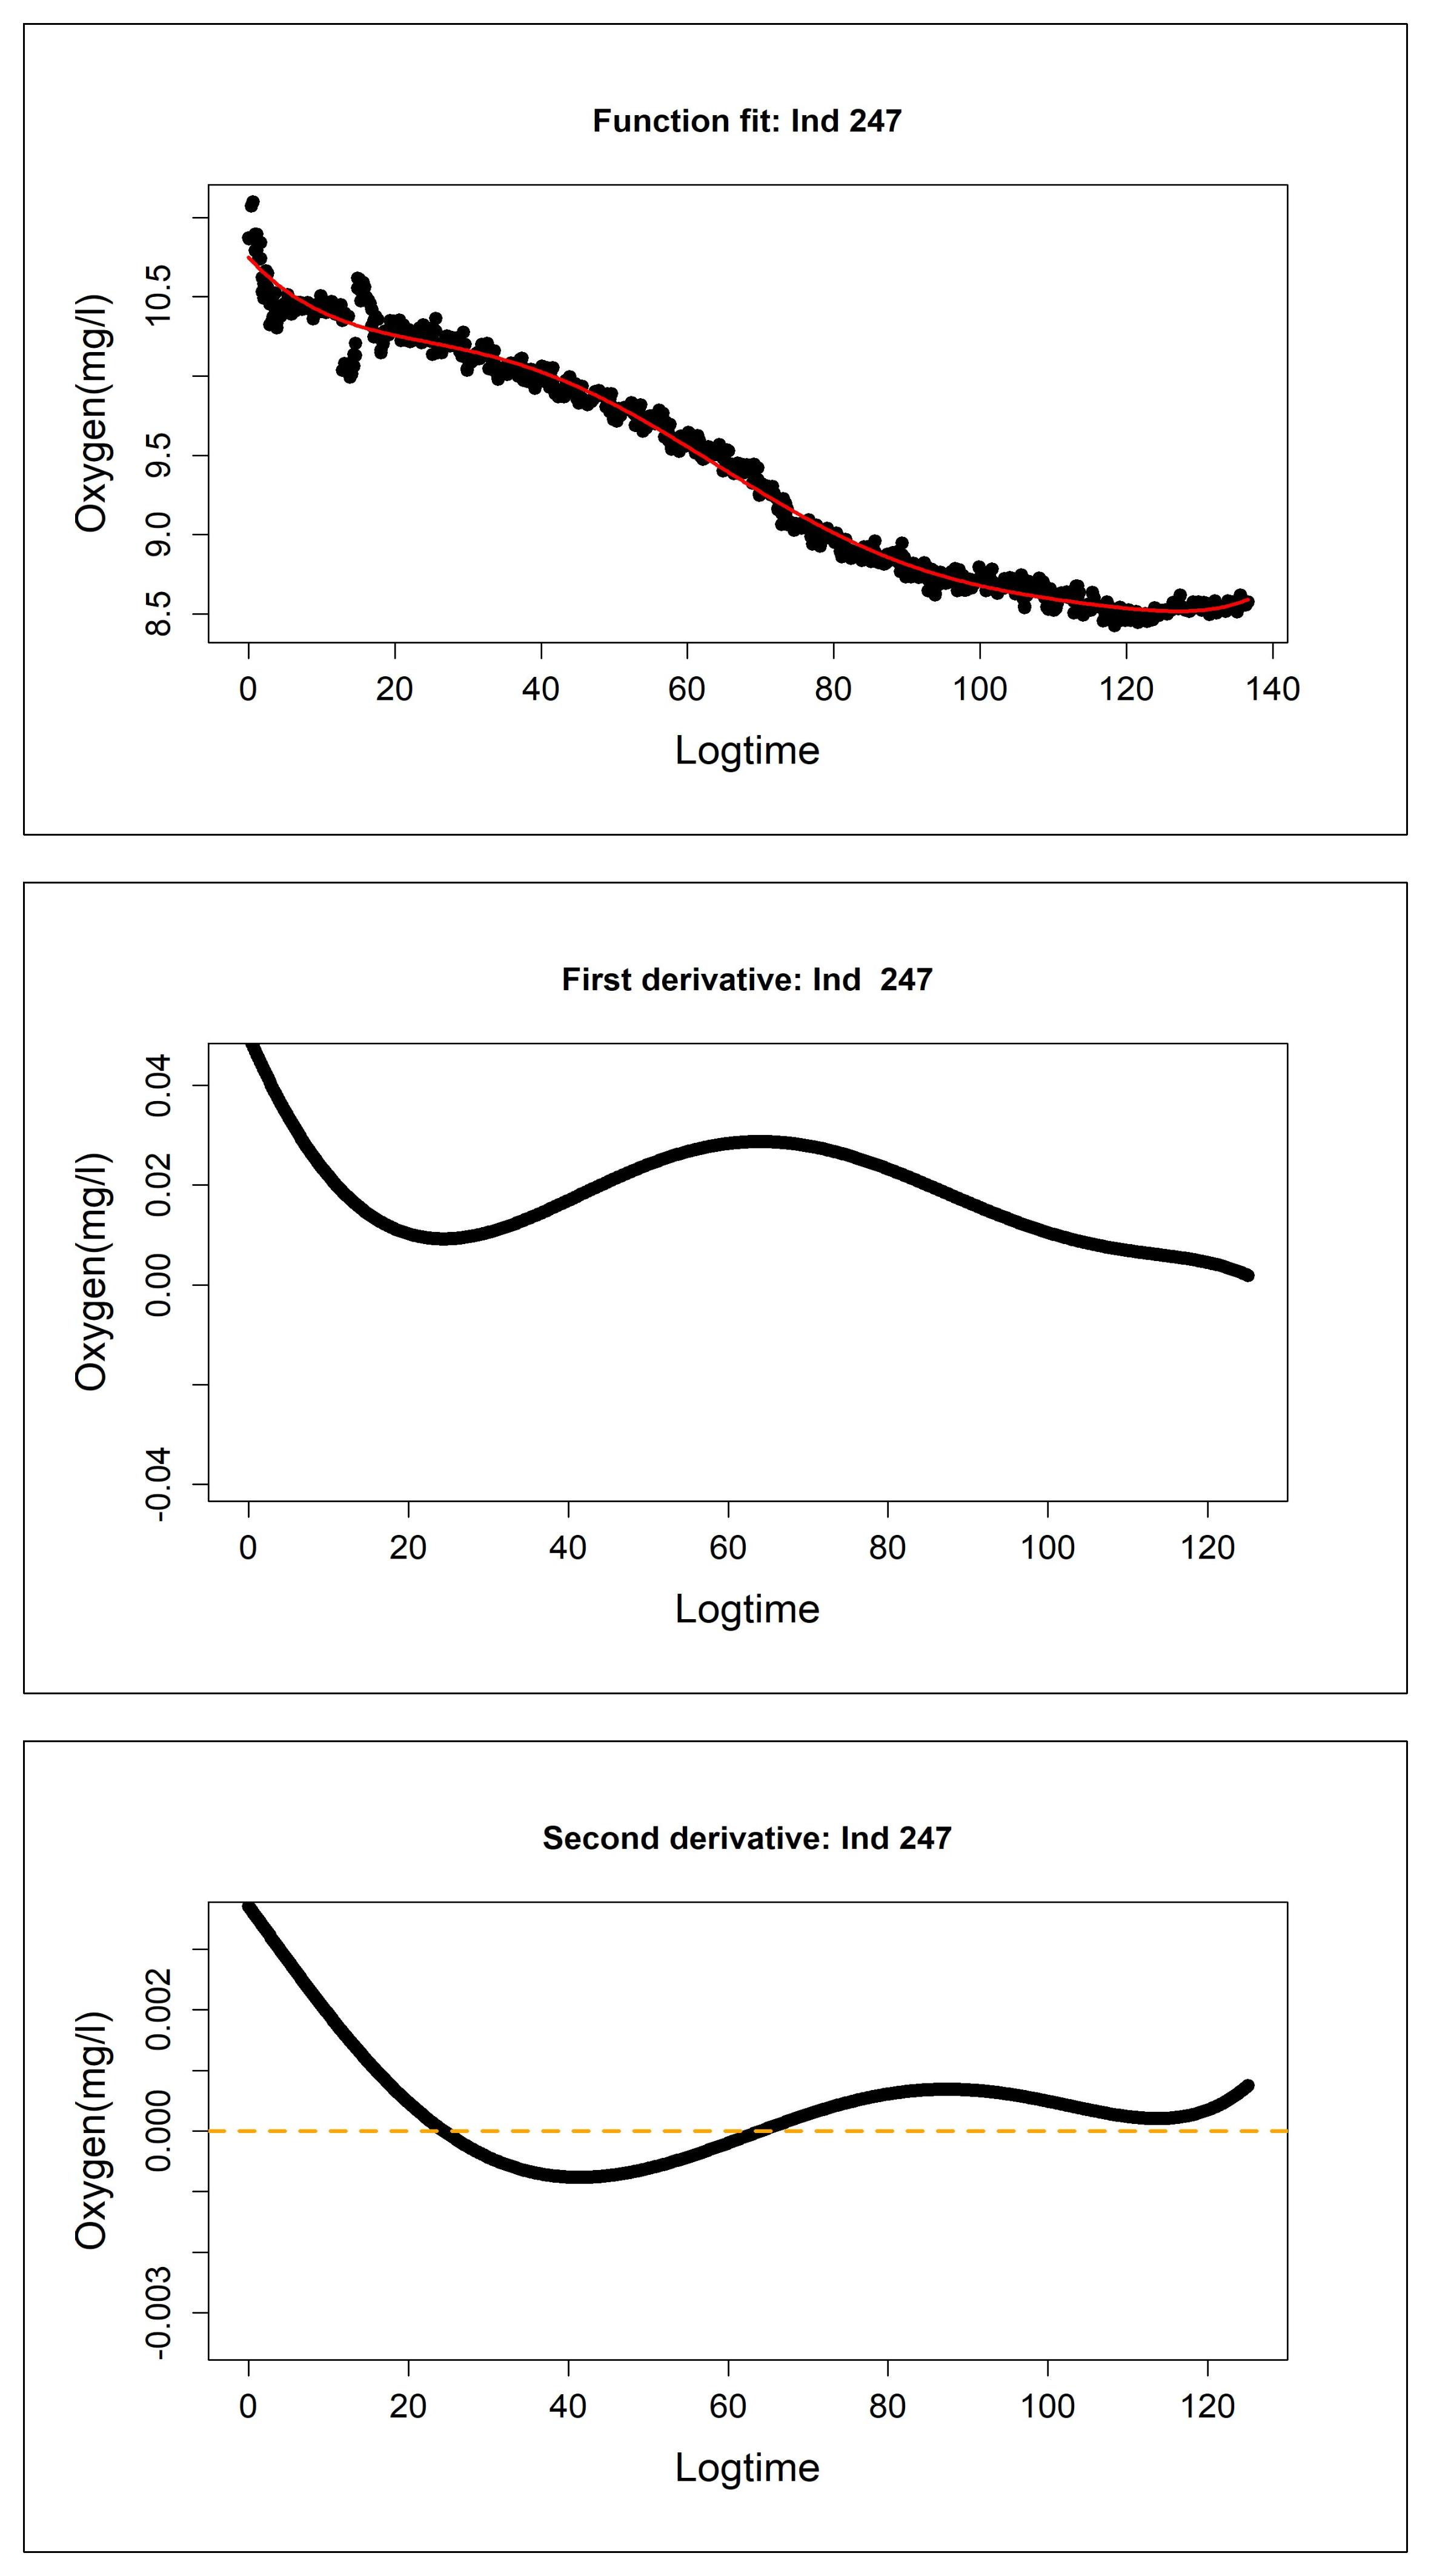 Function fit: Ind 247
Oxygen(mg/l)
10.5
9.5
9.0
8.5
0 20 40 60 80 100 120 140
Logtime
First derivative: Ind  247
Oxygen(mg/l)
0.04
0.02
0.00
-0.04
0 20 40 60 80 100 120
Logtime
Second derivative: Ind 247
Oxygen(mg/l)
0.002
0.000
-0.003
0 20 40 60 80 100 120
Logtime